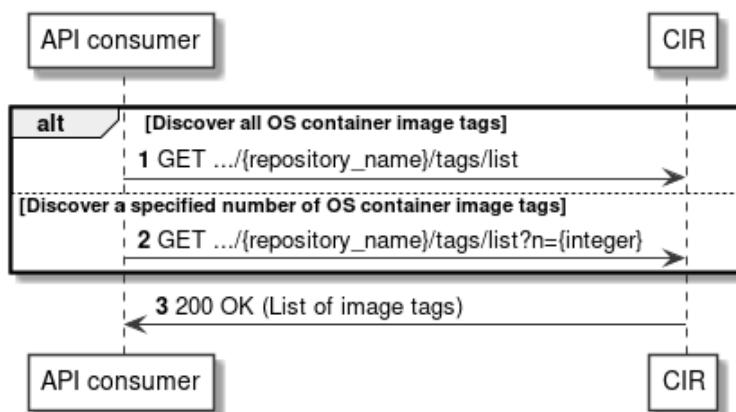 API consumer
CIR
alt
[Discover all OS container image tags]
1 GET .../{repository_name}/tags/list
[Discover a specified number of OS container image tags]
2 GET .../{repository_name}/tags/list?n={integer}
3 200 OK (List of image tags)
API consumer
CIR